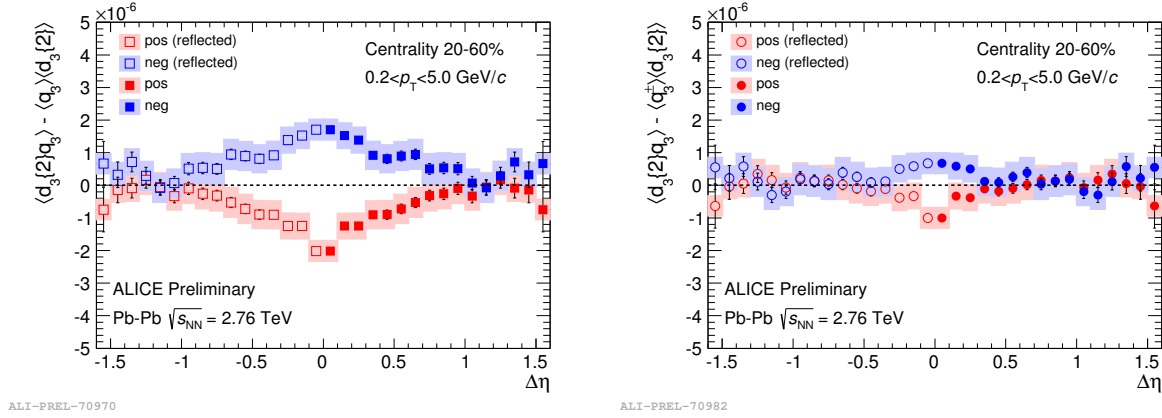 ×10⁻⁶
6
5
4
3
2
1
0
-1
-2
-3
-4
-5
⟨d₃{2}q₃⟩ - ⟨q₃⟩⟨d₃{2}⟩
pos (reflected)
neg (reflected)
pos
neg
Centrality 20-60%
0.2<p_T<5.0 GeV/c
ALICE Preliminary
Pb-Pb √s_NN = 2.76 TeV
-1.5 -1 -0.5 0 0.5 1 1.5
Δη
ALI-PREL-70970
×10⁻⁶
5
4
3
2
1
0
-1
-2
-3
-4
-5
⟨d₃{2}q₃⟩ - ⟨q₃^±⟩⟨d₃{2}⟩
pos (reflected)
neg (reflected)
pos
neg
Centrality 20-60%
0.2<p_T<5.0 GeV/c
ALICE Preliminary
Pb-Pb √s_NN = 2.76 TeV
-1.5 -1 -0.5 0 0.5 1 1.5
Δη
ALI-PREL-70982